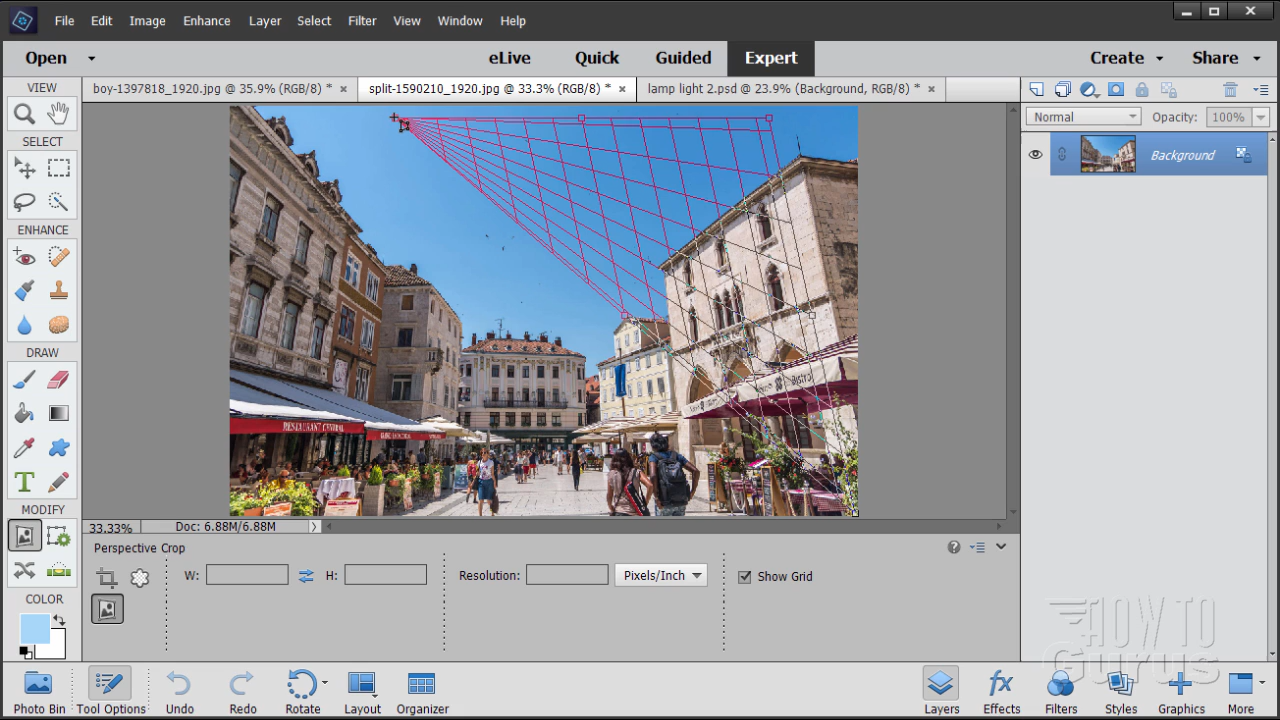 File Edit Image Enhance Layer Select Filter View Window Help
Open eLive Quick Guided Expert Create Share
VIEW boy-1397818_1920.jpg @ 35.9% (RGB/8) * split-1590210_1920.jpg @ 33.3% (RGB/8) * lamp light 2.psd @ 23.9% (Background, RGB/8) *
Normal Opacity: 100%
SELECT
Background
ENHANCE
DRAW
Bistro
RESTAURANT CENTRAL
T
MODIFY
33.33% Doc: 6.88M/6.88M
Perspective Crop
W: H: Resolution: Pixels/Inch Show Grid
COLOR
HOW TO
Gurus
Photo Bin Tool Options Undo Redo Rotate Layout Organizer Layers Effects Filters Styles Graphics More
fx